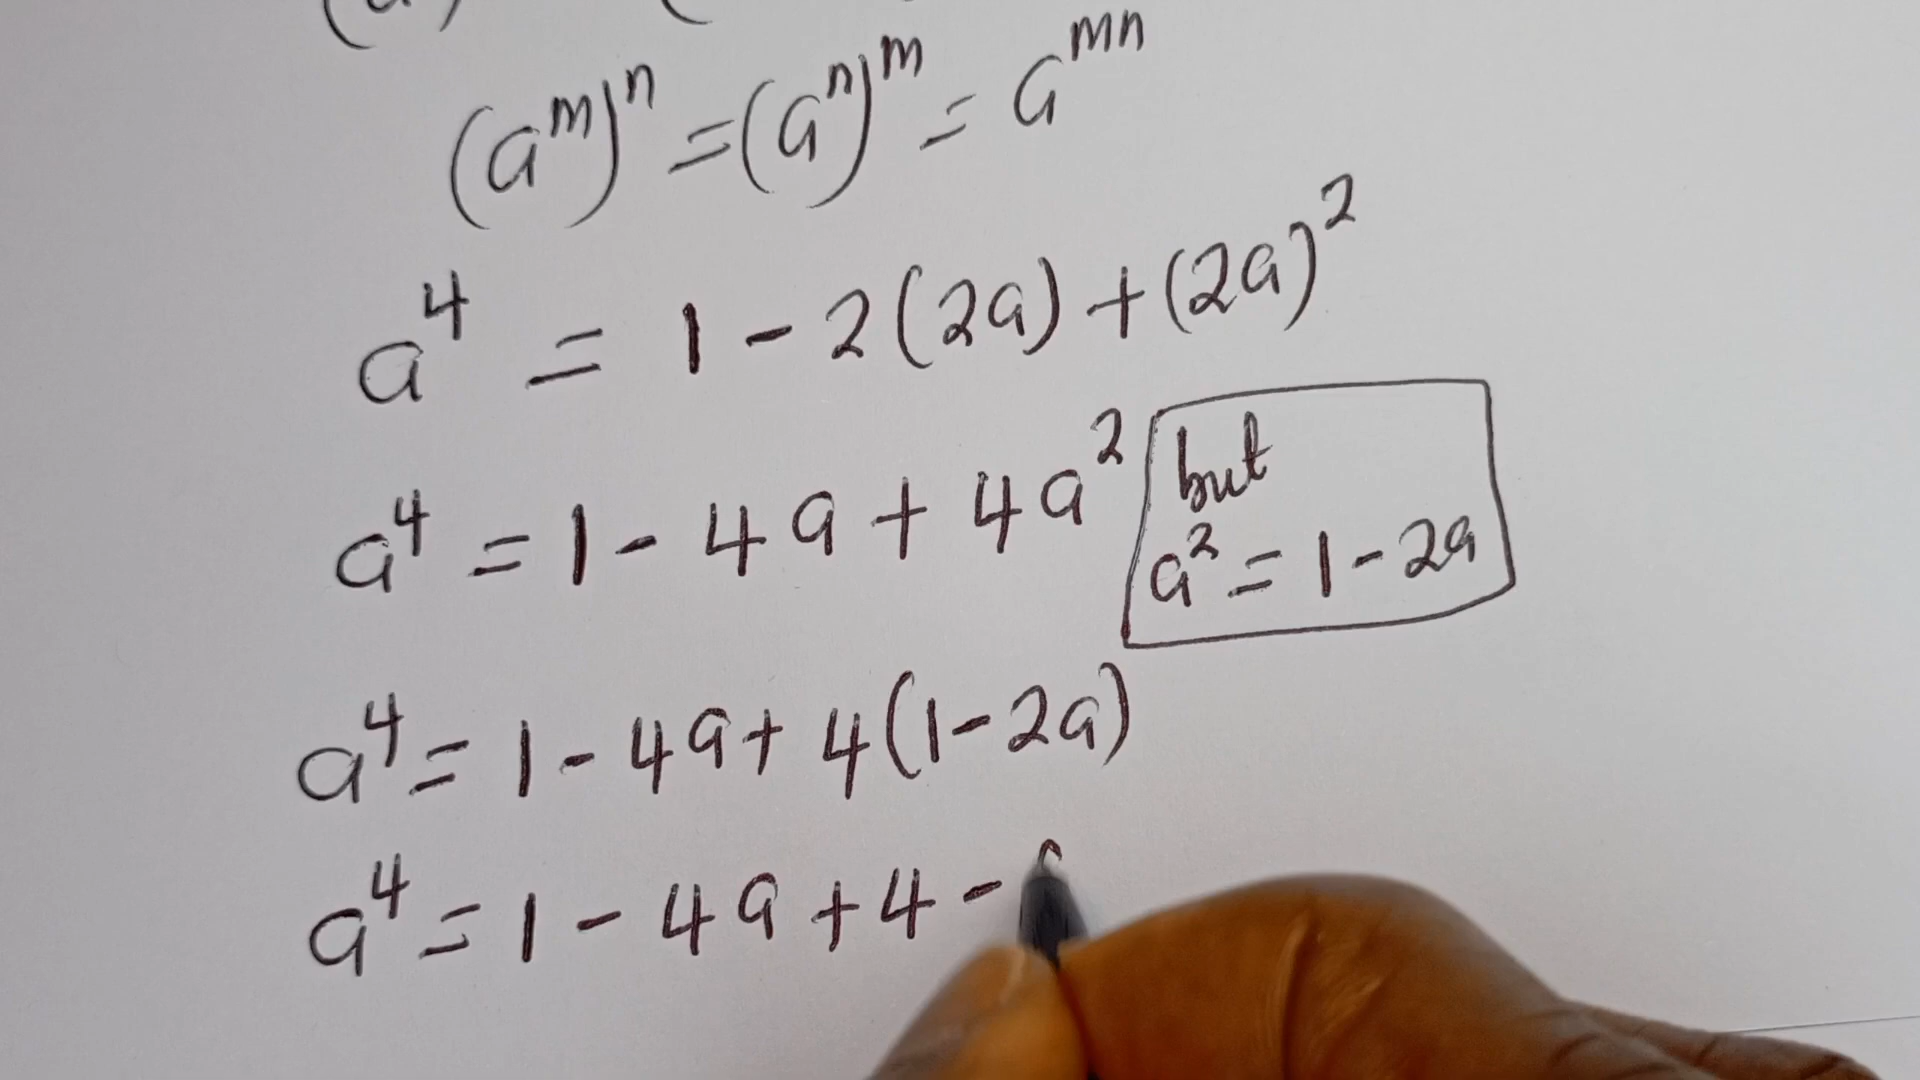 (a^m)^n = (a^n)^m = a^mn
a^4 = 1 - 2(2a) + (2a)^2
a^4 = 1 - 4a + 4a^2
but
a^2 = 1 - 2a
a^4 = 1 - 4a + 4(1 - 2a)
a^4 = 1 - 4a + 4 -